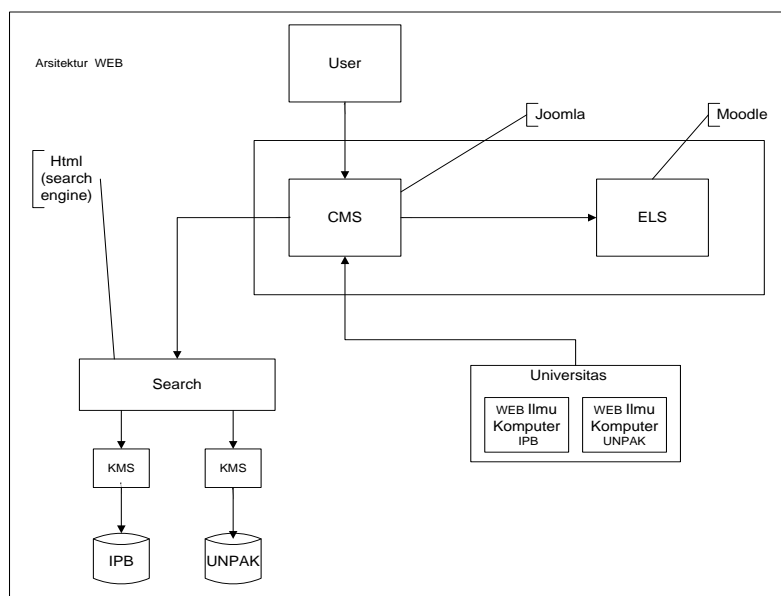 Arsitektur WEB
User
Joomla
Moodle
Html
(search
engine)
CMS
ELS
Search
Universitas
WEB Ilmu
Komputer
IPB
WEB Ilmu
Komputer
UNPAK
KMS
KMS
IPB
UNPAK